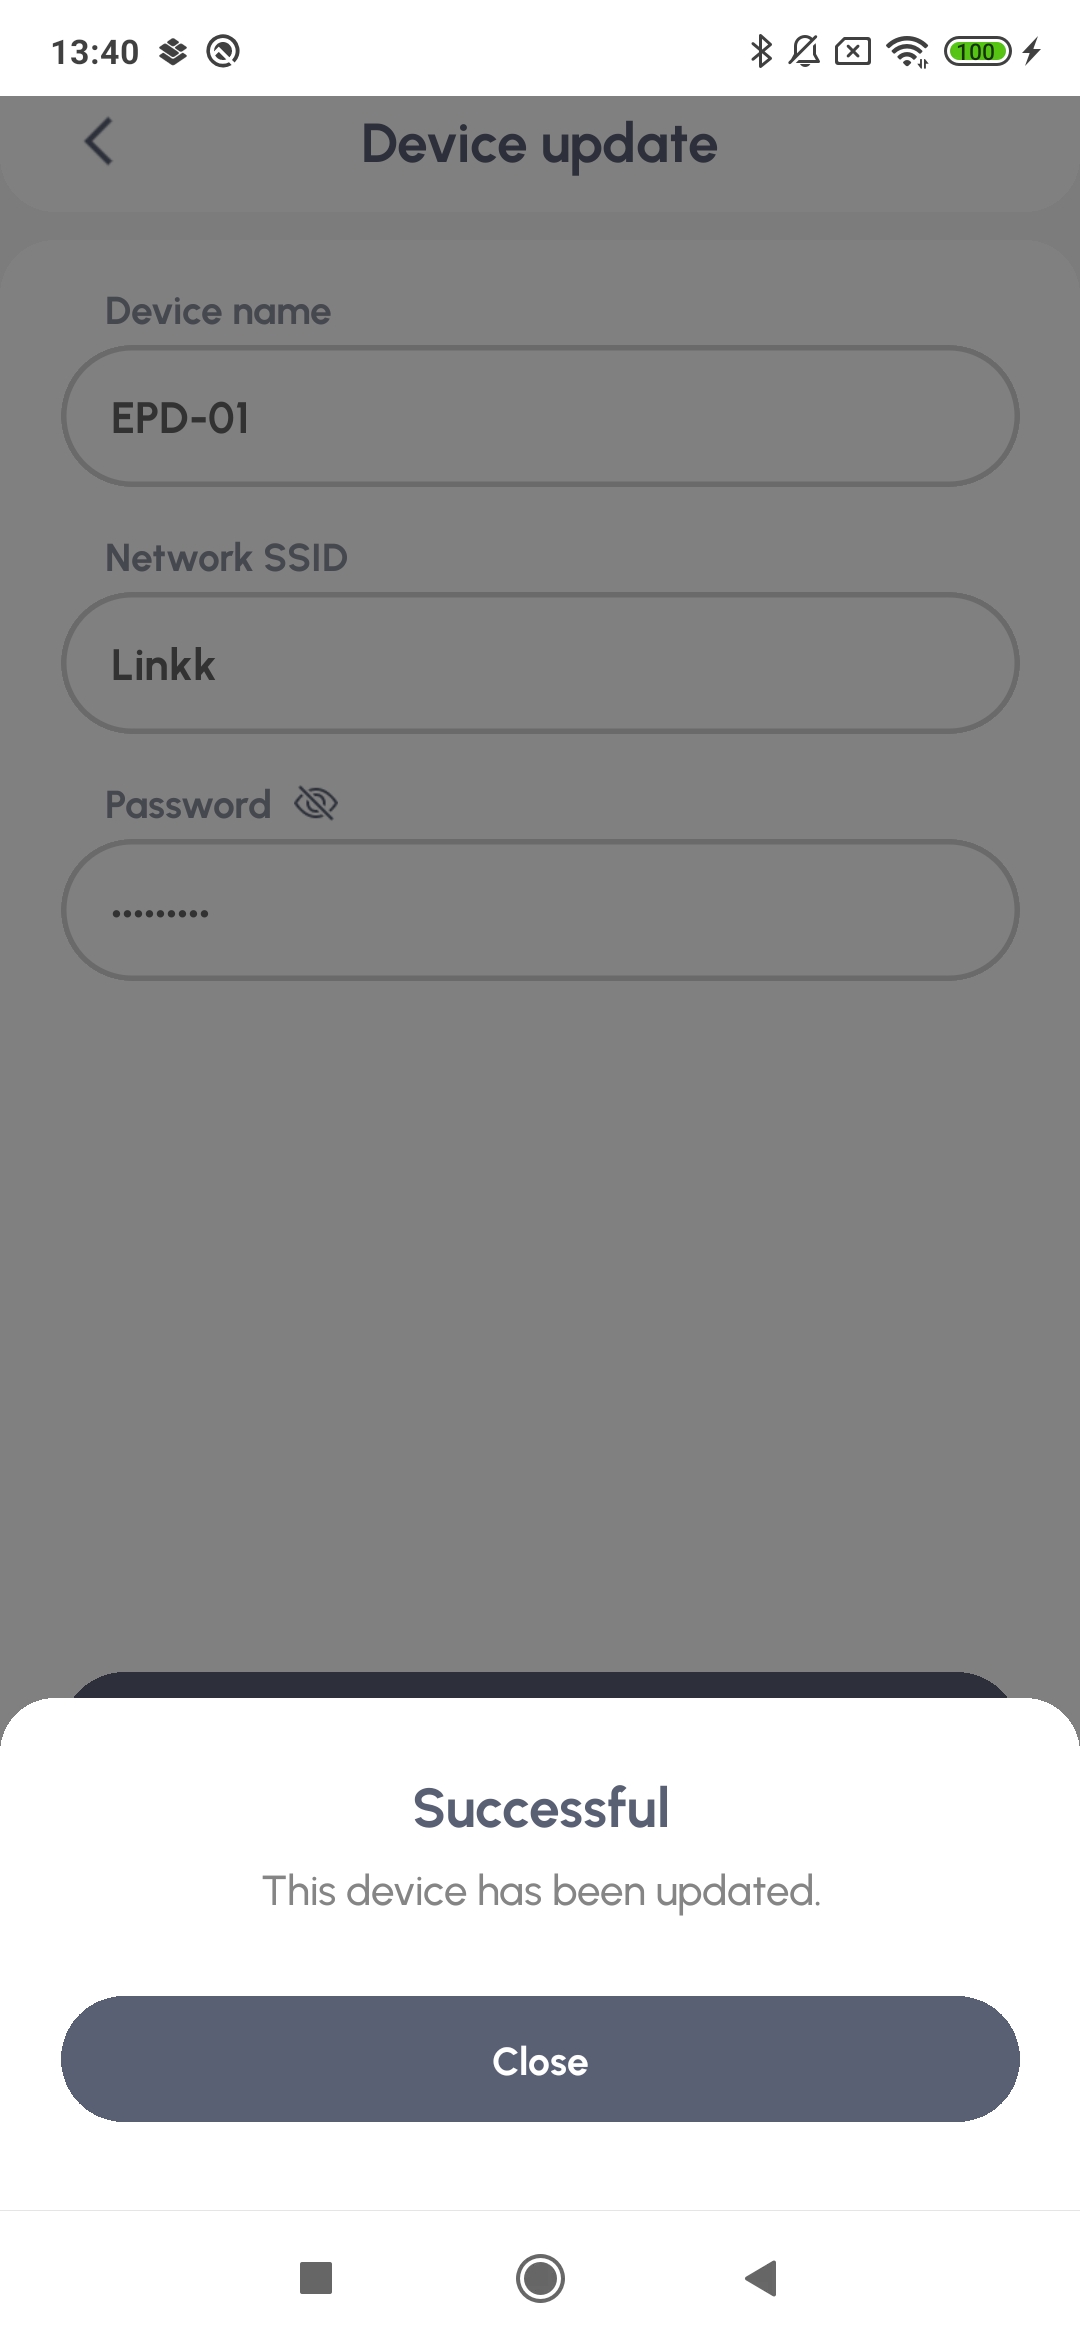 13:40
100
Device update
Device name
EPD-01
Network SSID
Linkk
Password
•••••••••
Successful
This device has been updated.
Close